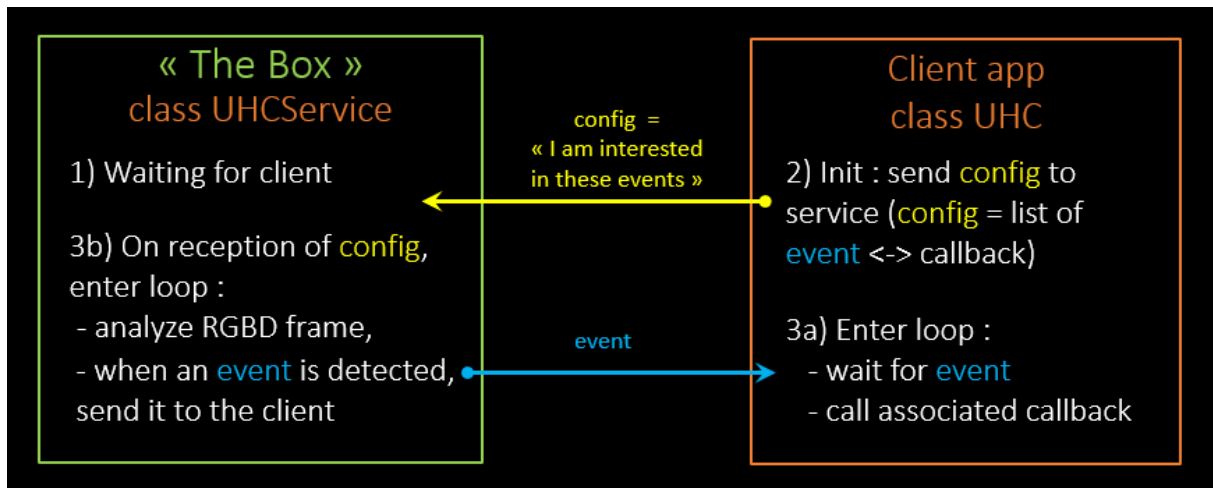 « The Box »
class UHCService
1) Waiting for client
3b) On reception of config,
enter loop :
- analyze RGBD frame,
- when an event is detected,
send it to the client
config =
« I am interested
in these events »
event
Client app
class UHC
2) Init : send config to
service (config = list of
event <-> callback)
3a) Enter loop :
- wait for event
- call associated callback